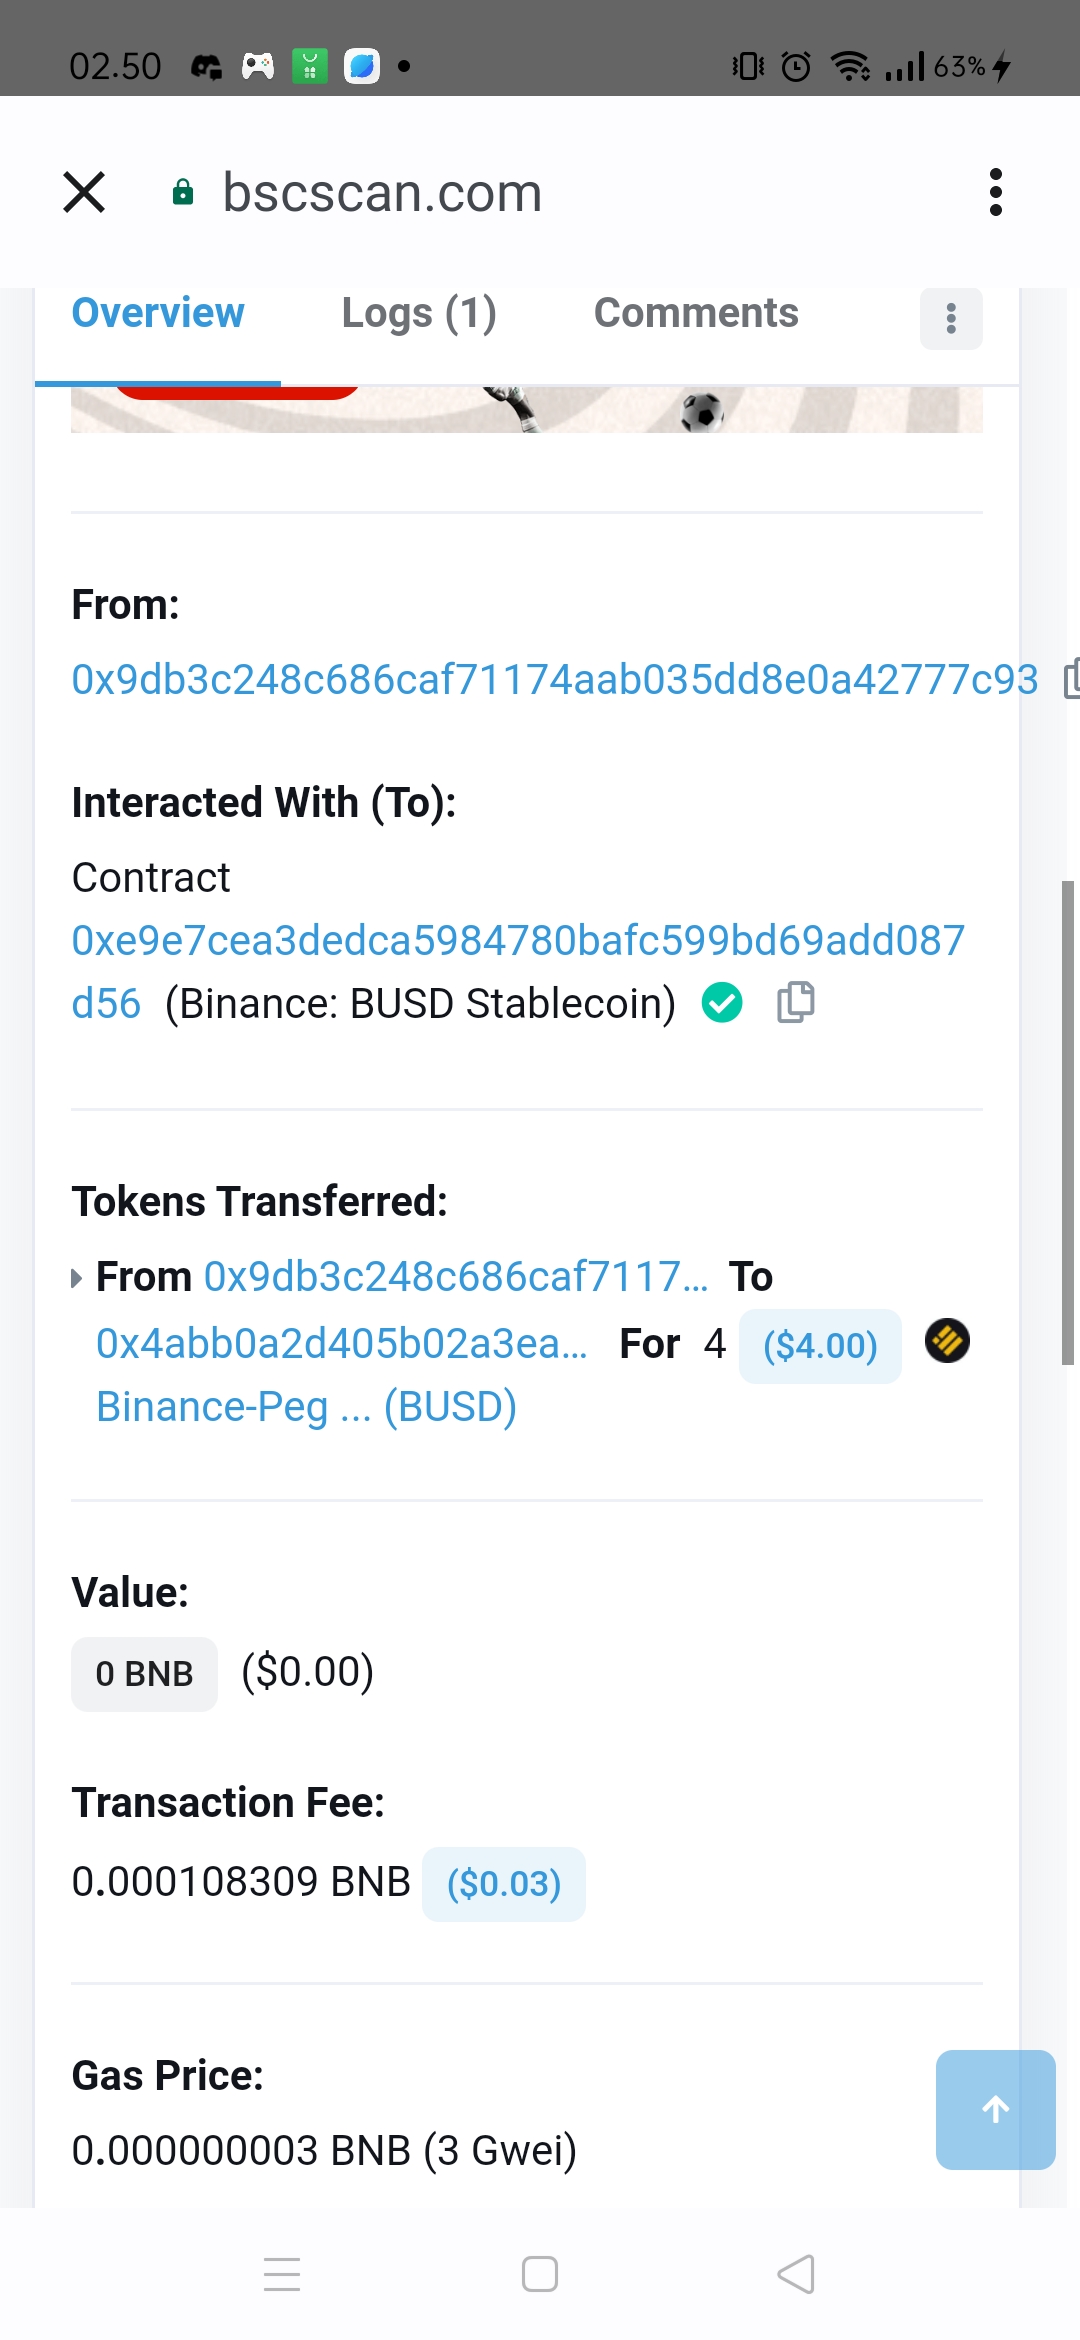 02.50
63%
bscscan.com
Overview Logs (1) Comments
From:
0x9db3c248c686caf71174aab035dd8e0a42777c93
Interacted With (To):
Contract
0xe9e7cea3dedca5984780bafc599bd69add087
d56 (Binance: BUSD Stablecoin)
Tokens Transferred:
From 0x9db3c248c686caf7117... To
0x4abb0a2d405b02a3ea... For 4 ($4.00)
Binance-Peg ... (BUSD)
Value:
0 BNB ($0.00)
Transaction Fee:
0.000108309 BNB ($0.03)
Gas Price:
0.000000003 BNB (3 Gwei)